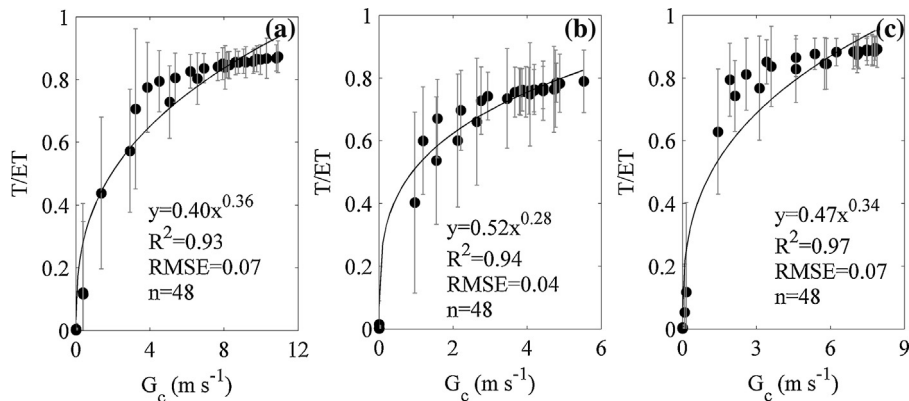 (a)
1
0.8
0.6
0.4
0.2
0
T/ET
y=0.40x^0.36
R^2=0.93
RMSE=0.07
n=48
0 4 8 12
G_c (m s^-1)
(b)
1
0.8
0.6
0.4
0.2
0
T/ET
y=0.52x^0.28
R^2=0.94
RMSE=0.04
n=48
0 2 4 6
G_c (m s^-1)
(c)
1
0.8
0.6
0.4
0.2
0
T/ET
y=0.47x^0.34
R^2=0.97
RMSE=0.07
n=48
0 3 6 9
G_c (m s^-1)